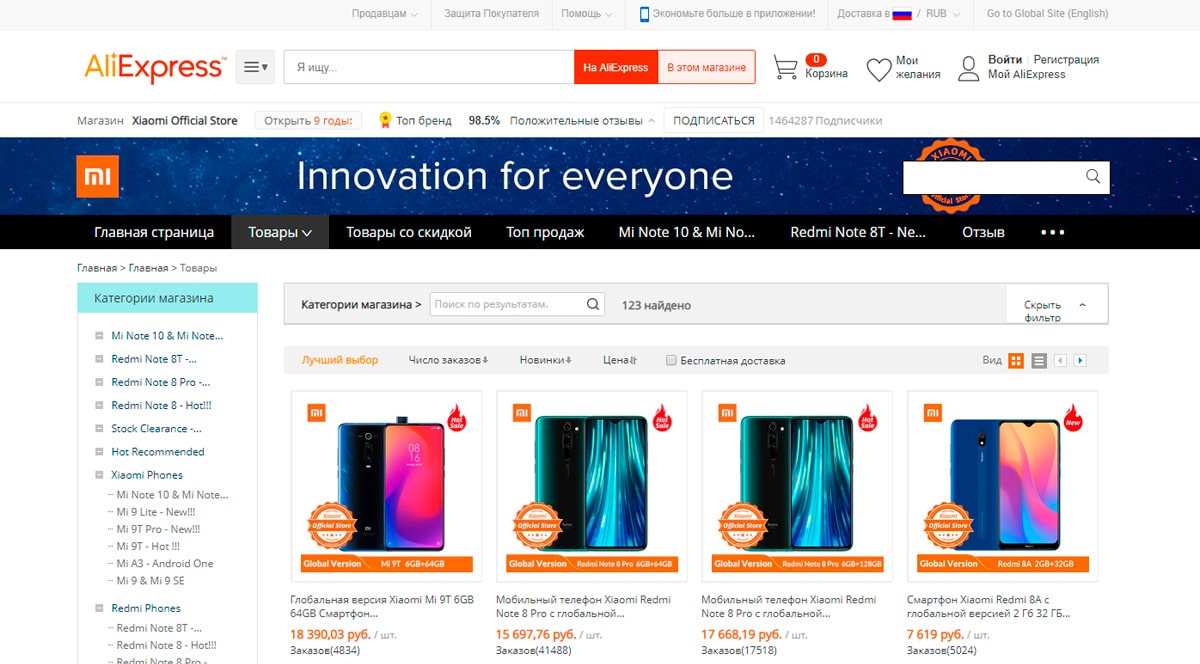 Продавцам
Защита Покупателя
Помощь
Экономьте больше в приложении!
Доставка в / RUB
Go to Global Site (English)
AliExpress™
Я ищу...
На AliExpress
В этом магазине
0
Корзина
Мои
желания
Войти
Регистрация
Мой AliExpress
Магазин Xiaomi Official Store
Открыть 9 годы:
Топ бренд
98.5% Положительные отзывы
ПОДПИСАТЬСЯ
1464287 Подписчики
mi
Innovation for everyone
XIAOMI
Official Store
Главная страница
Товары
Товары со скидкой
Топ продаж
Mi Note 10 & Mi No...
Redmi Note 8T - Ne...
Отзыв
•••
Главная > Главная > Товары
Категории магазина
Mi Note 10 & Mi Note...
Redmi Note 8T -...
Redmi Note 8 Pro -...
Redmi Note 8 - Hot!!!
Stock Clearance -...
Hot Recommended
Xiaomi Phones
Mi Note 10 & Mi Note...
Mi 9 Lite - New!!!
Mi 9T Pro - New!!!
Mi 9T - Hot !!!
Mi A3 - Android One
Mi 9 & Mi 9 SE
Redmi Phones
Redmi Note 8T -...
Redmi Note 8 - Hot!!!
Redmi Note 8 Pro -
Категории магазина >
Поиск по результатам.
123 найдено
Скрыть
фильтр
Лучший выбор
Число заказов
Новинки
Цена
Бесплатная доставка
Вид
mi
Hot
Sale
08
16
Xiaomi
Official Store
Global Version Mi 9T 6GB+64GB
Глобальная версия Xiaomi Mi 9T 6GB
64GB Смартфон...
18 390,03 руб. / шт.
Заказов(4834)
mi
Hot
Sale
Xiaomi
Official Store
Global Version Redmi Note 8 Pro 6GB+64GB
Мобильный телефон Xiaomi Redmi
Note 8 Pro с глобальной...
15 697,76 руб. / шт.
Заказов(41488)
mi
Hot
Sale
Xiaomi
Official Store
Global Version Redmi Note 8 Pro 6GB+128GB
Мобильный телефон Xiaomi Redmi
Note 8 Pro с глобальной...
17 668,19 руб. / шт.
Заказов(17518)
mi
New
Xiaomi
Official Store
Global Version Redmi 8A 2GB+32GB
Смартфон Xiaomi Redmi 8A с
глобальной версией 2 Гб 32 ГБ...
7 619 руб. / шт.
Заказов(5024)